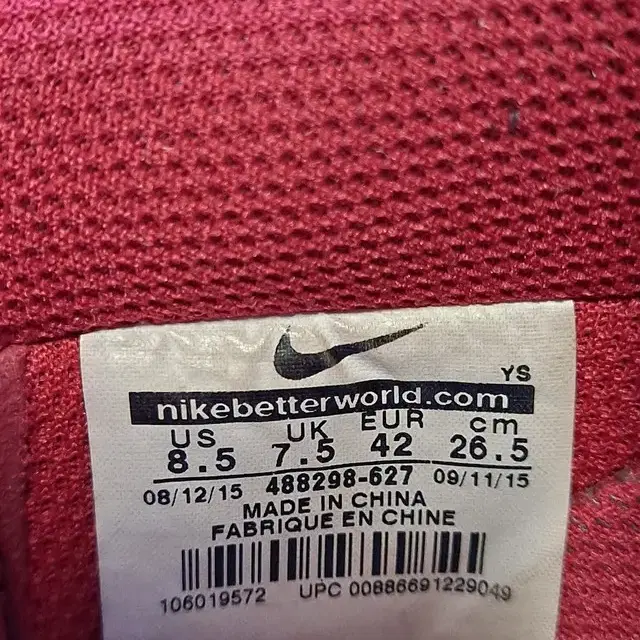 YS
nikebetterworld.com
US UK EUR cm
8.5 7.5 42 26.5
08/12/15 488298-627 09/11/15
MADE IN CHINA
FABRIQUE EN CHINE
106019572 UPC 00886691229049